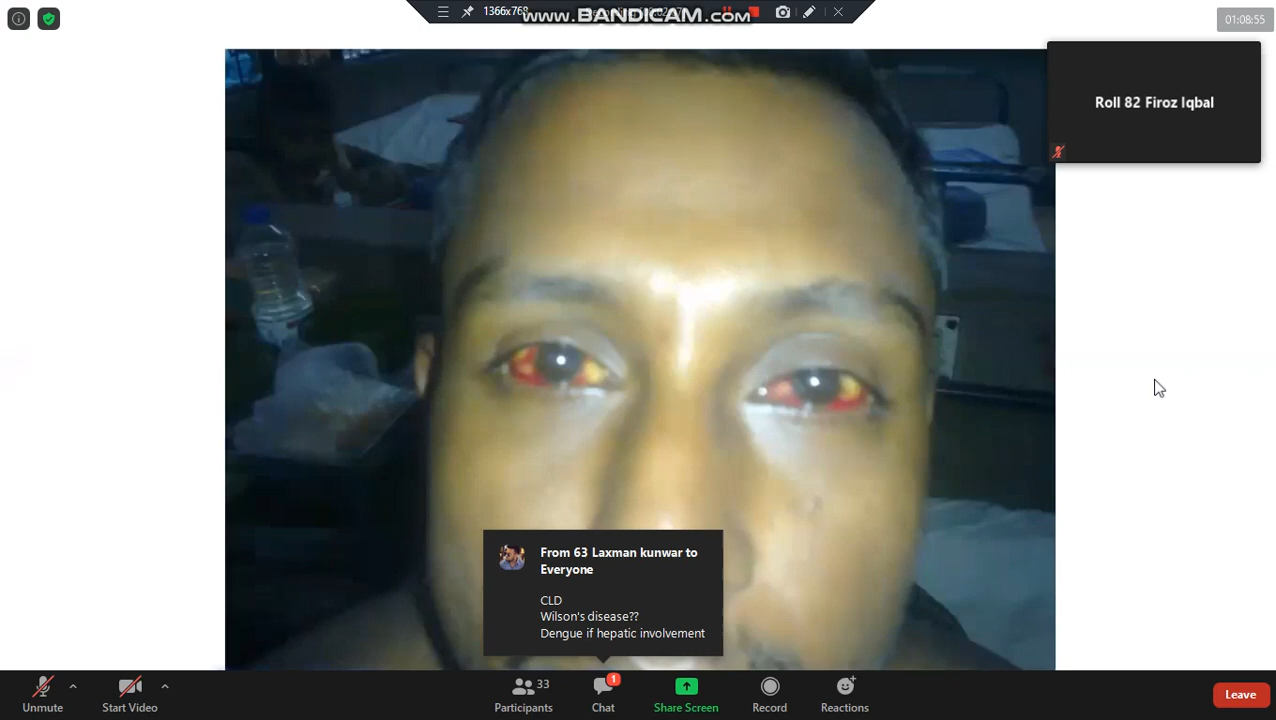 1366x768
www.BANDICAM.com
01:08:55
Roll 82 Firoz Iqbal
From 63 Laxman kunwar to
Everyone
CLD
Wilson's disease??
Dengue if hepatic involvement
Unmute
Start Video
33
Participants
1
Chat
Share Screen
Record
Reactions
Leave